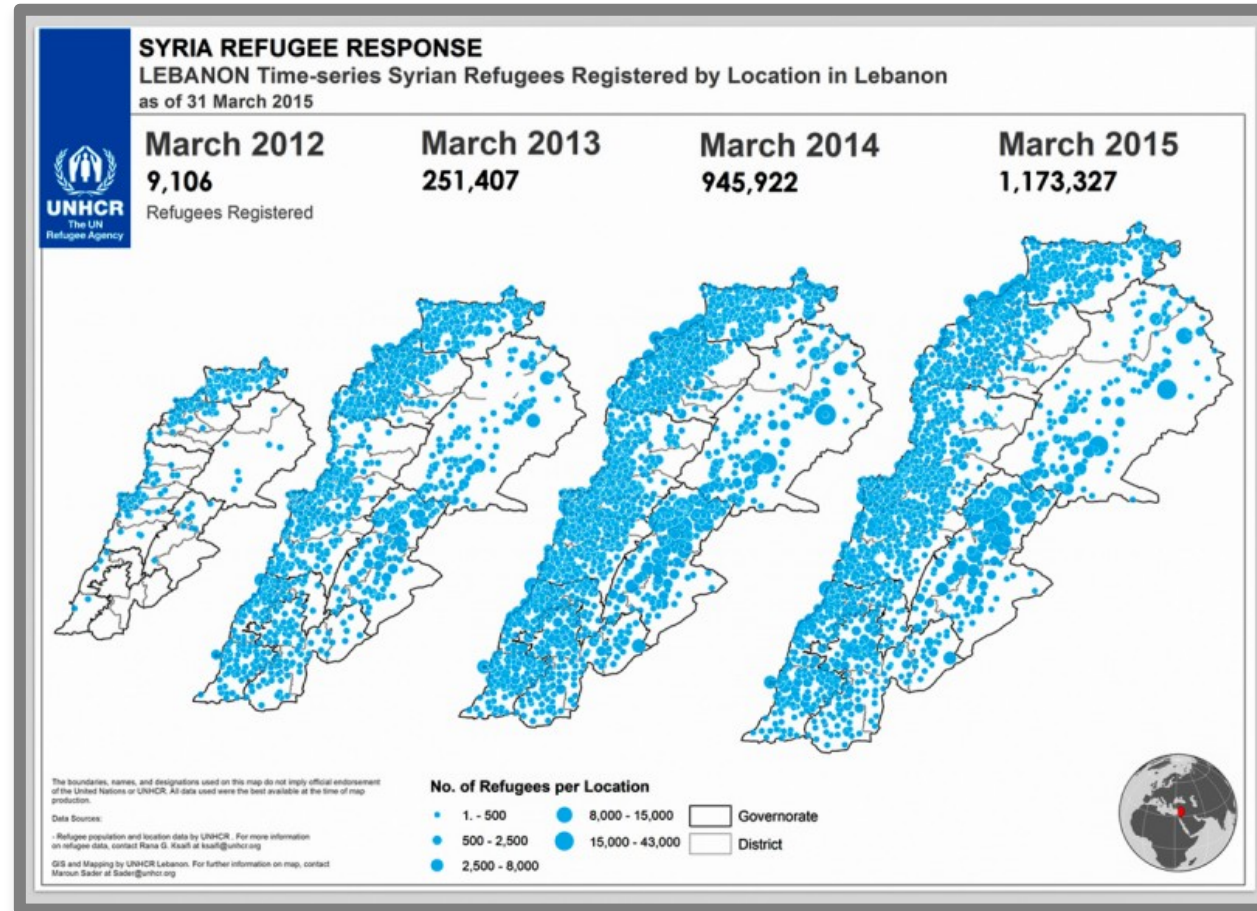 SYRIA REFUGEE RESPONSE
LEBANON Time-series Syrian Refugees Registered by Location in Lebanon
as of 31 March 2015
UNHCR
The UN
Refugee Agency
March 2012
9,106
Refugees Registered
March 2013
251,407
March 2014
945,922
March 2015
1,173,327
The boundaries, names, and designations used on this map do not imply official endorsement
of the United Nations or UNHCR. All data used were the best available at the time of map
production.
Data Sources:
- Refugee population and location data by UNHCR . For more information
on refugee data, contact Rana G. Ksaifi at ksaifi@unhcr.org
GIS and Mapping by UNHCR Lebanon. For further information on map, contact
Maroun Sader at Sader@unhcr.org
No. of Refugees per Location
1. - 500
500 - 2,500
2,500 - 8,000
8,000 - 15,000
15,000 - 43,000
Governorate
District